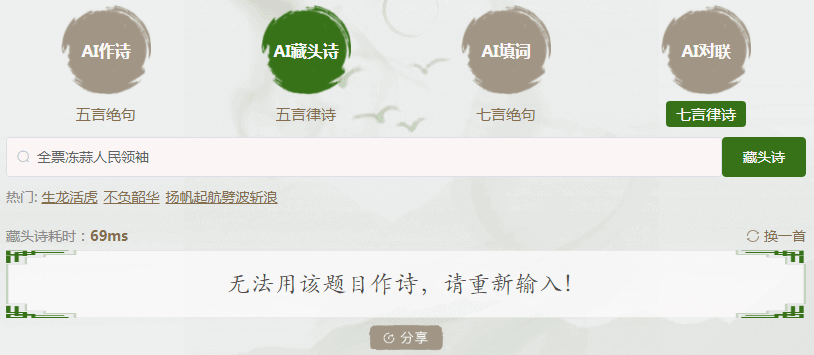 AI作诗 AI藏头诗 AI填词 AI对联
五言绝句 五言律诗 七言绝句 七言律诗
全票冻蒜人民领袖 藏头诗
热门: 生龙活虎 不负韶华 扬帆起航劈波斩浪
藏头诗耗时：69ms 换一首
无法用该题目作诗，请重新输入!
分享